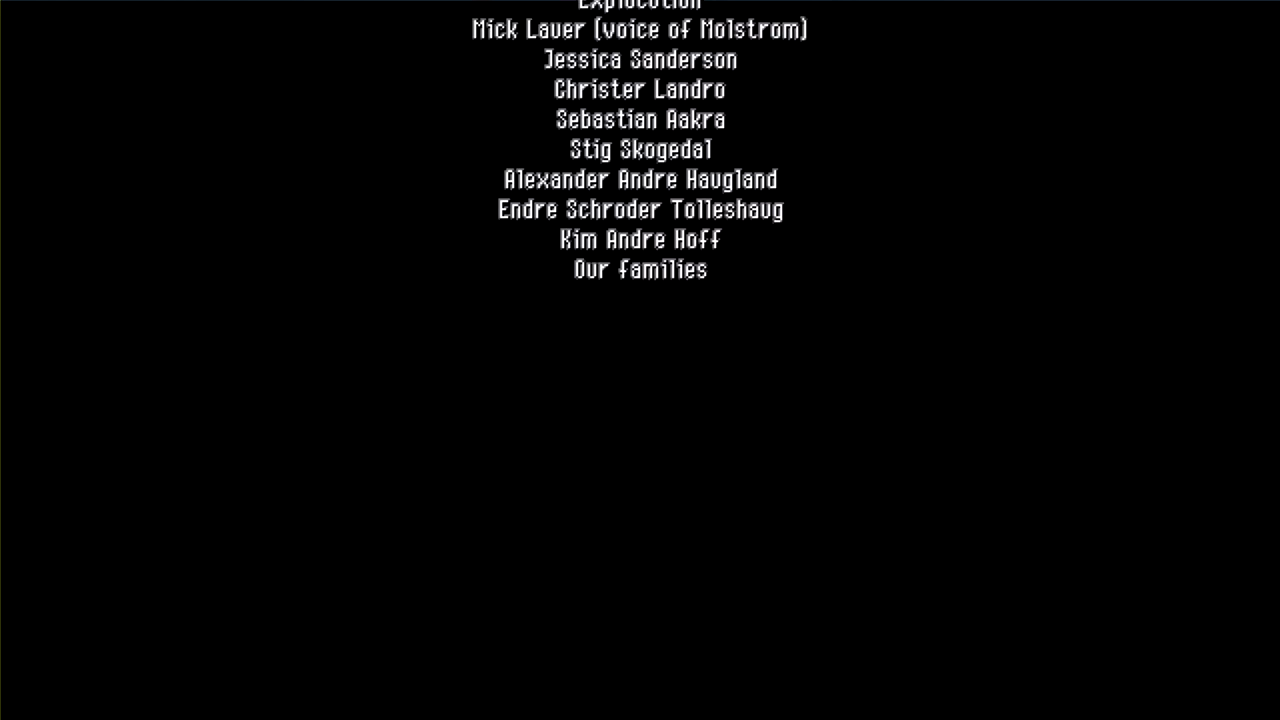 Mick Lauer (voice of Molstrom)
Jessica Sanderson
Christer Landro
Sebastian Aakra
Stig Skogedal
Alexander Andre Haugland
Endre Schroder Tolleshaug
Kim Andre Hoff
Our families